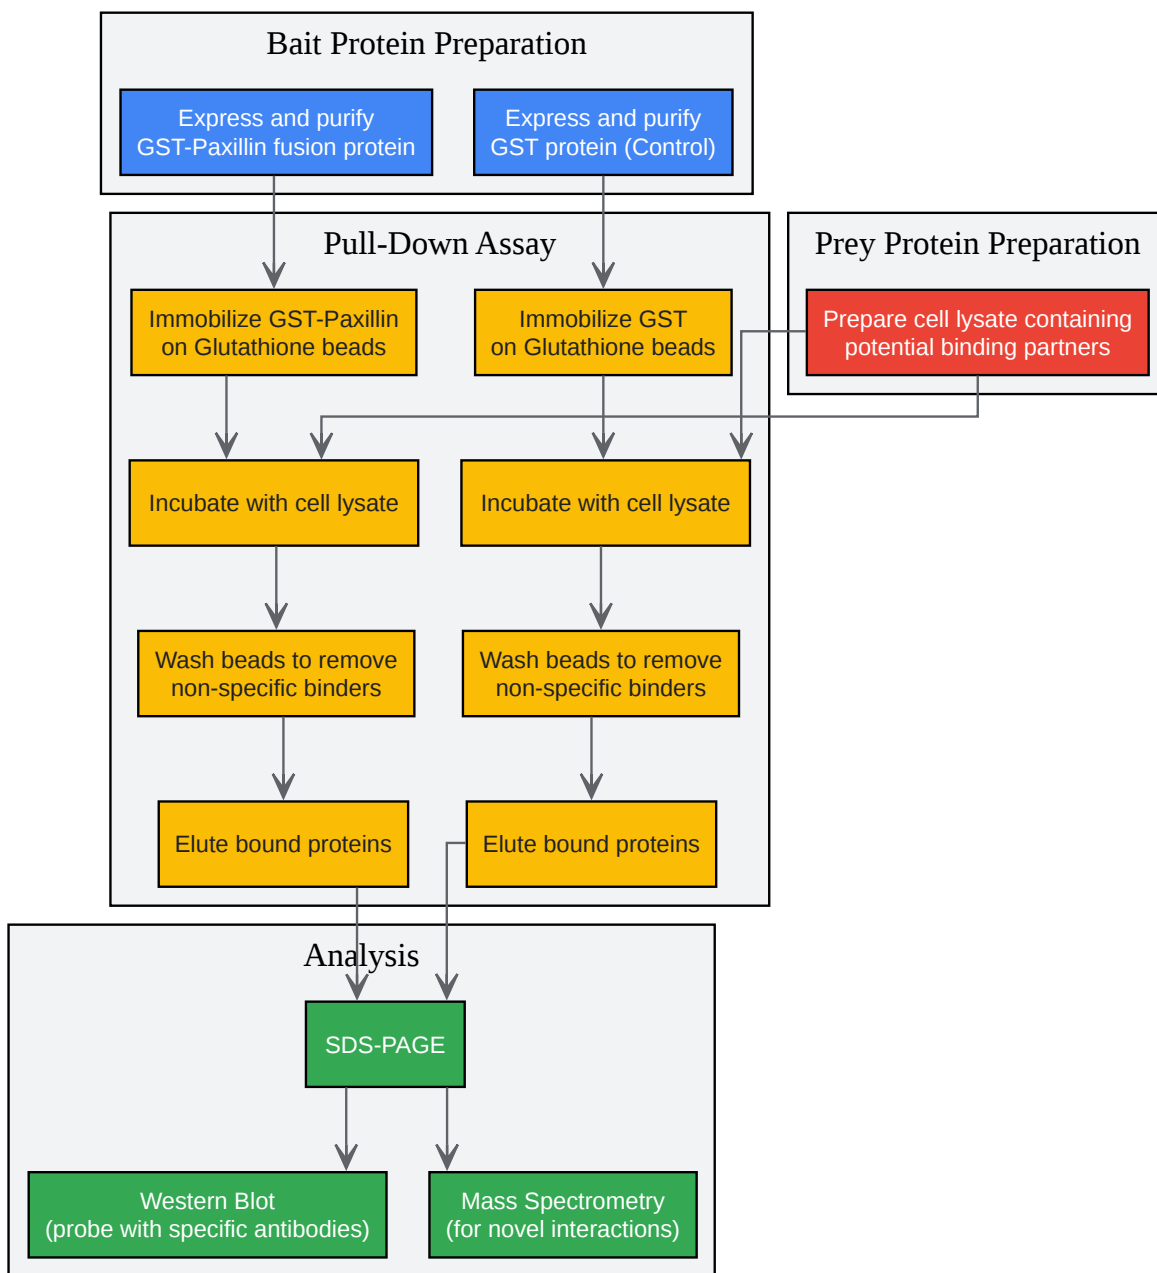 Bait Protein Preparation
Express and purify
GST-Paxillin fusion protein
Express and purify
GST protein (Control)
Pull-Down Assay
Prey Protein Preparation
Immobilize GST-Paxillin
on Glutathione beads
Immobilize GST
on Glutathione beads
Prepare cell lysate containing
potential binding partners
Incubate with cell lysate
Incubate with cell lysate
Wash beads to remove
non-specific binders
Wash beads to remove
non-specific binders
Elute bound proteins
Elute bound proteins
Analysis
SDS-PAGE
Western Blot
(probe with specific antibodies)
Mass Spectrometry
(for novel interactions)